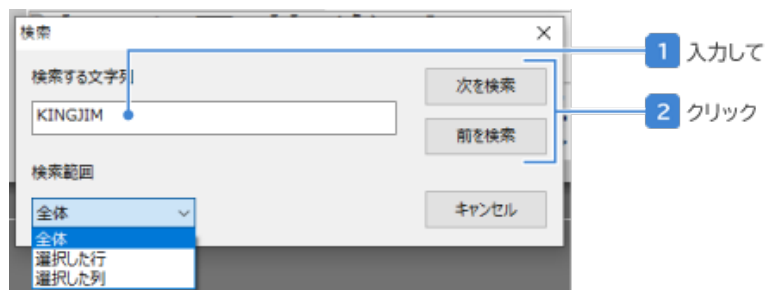 検索
検索する文字列
KINGJIM
次を検索
前を検索
検索範囲
全体
キャンセル
全体
選択した行
選択した列
1 入力して
2 クリック